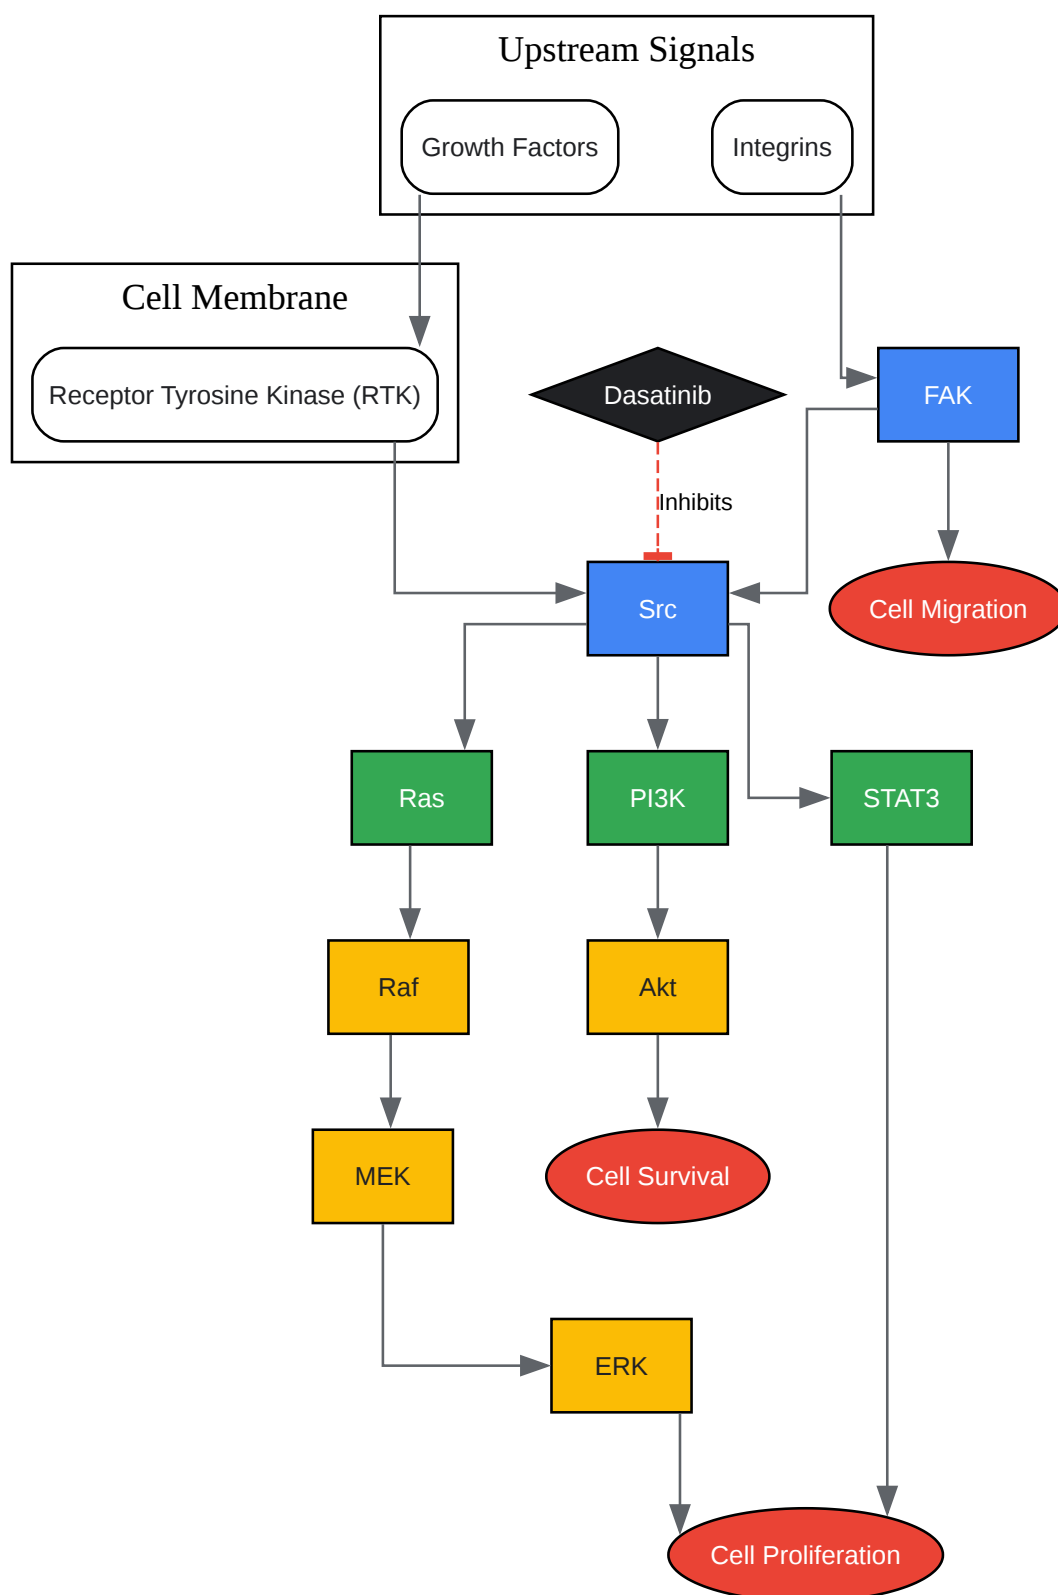 Upstream Signals
Growth Factors
Integrins
Cell Membrane
Receptor Tyrosine Kinase (RTK)
Dasatinib
FAK
Inhibits
Src
Cell Migration
Ras
PI3K
STAT3
Raf
Akt
MEK
Cell Survival
ERK
Cell Proliferation